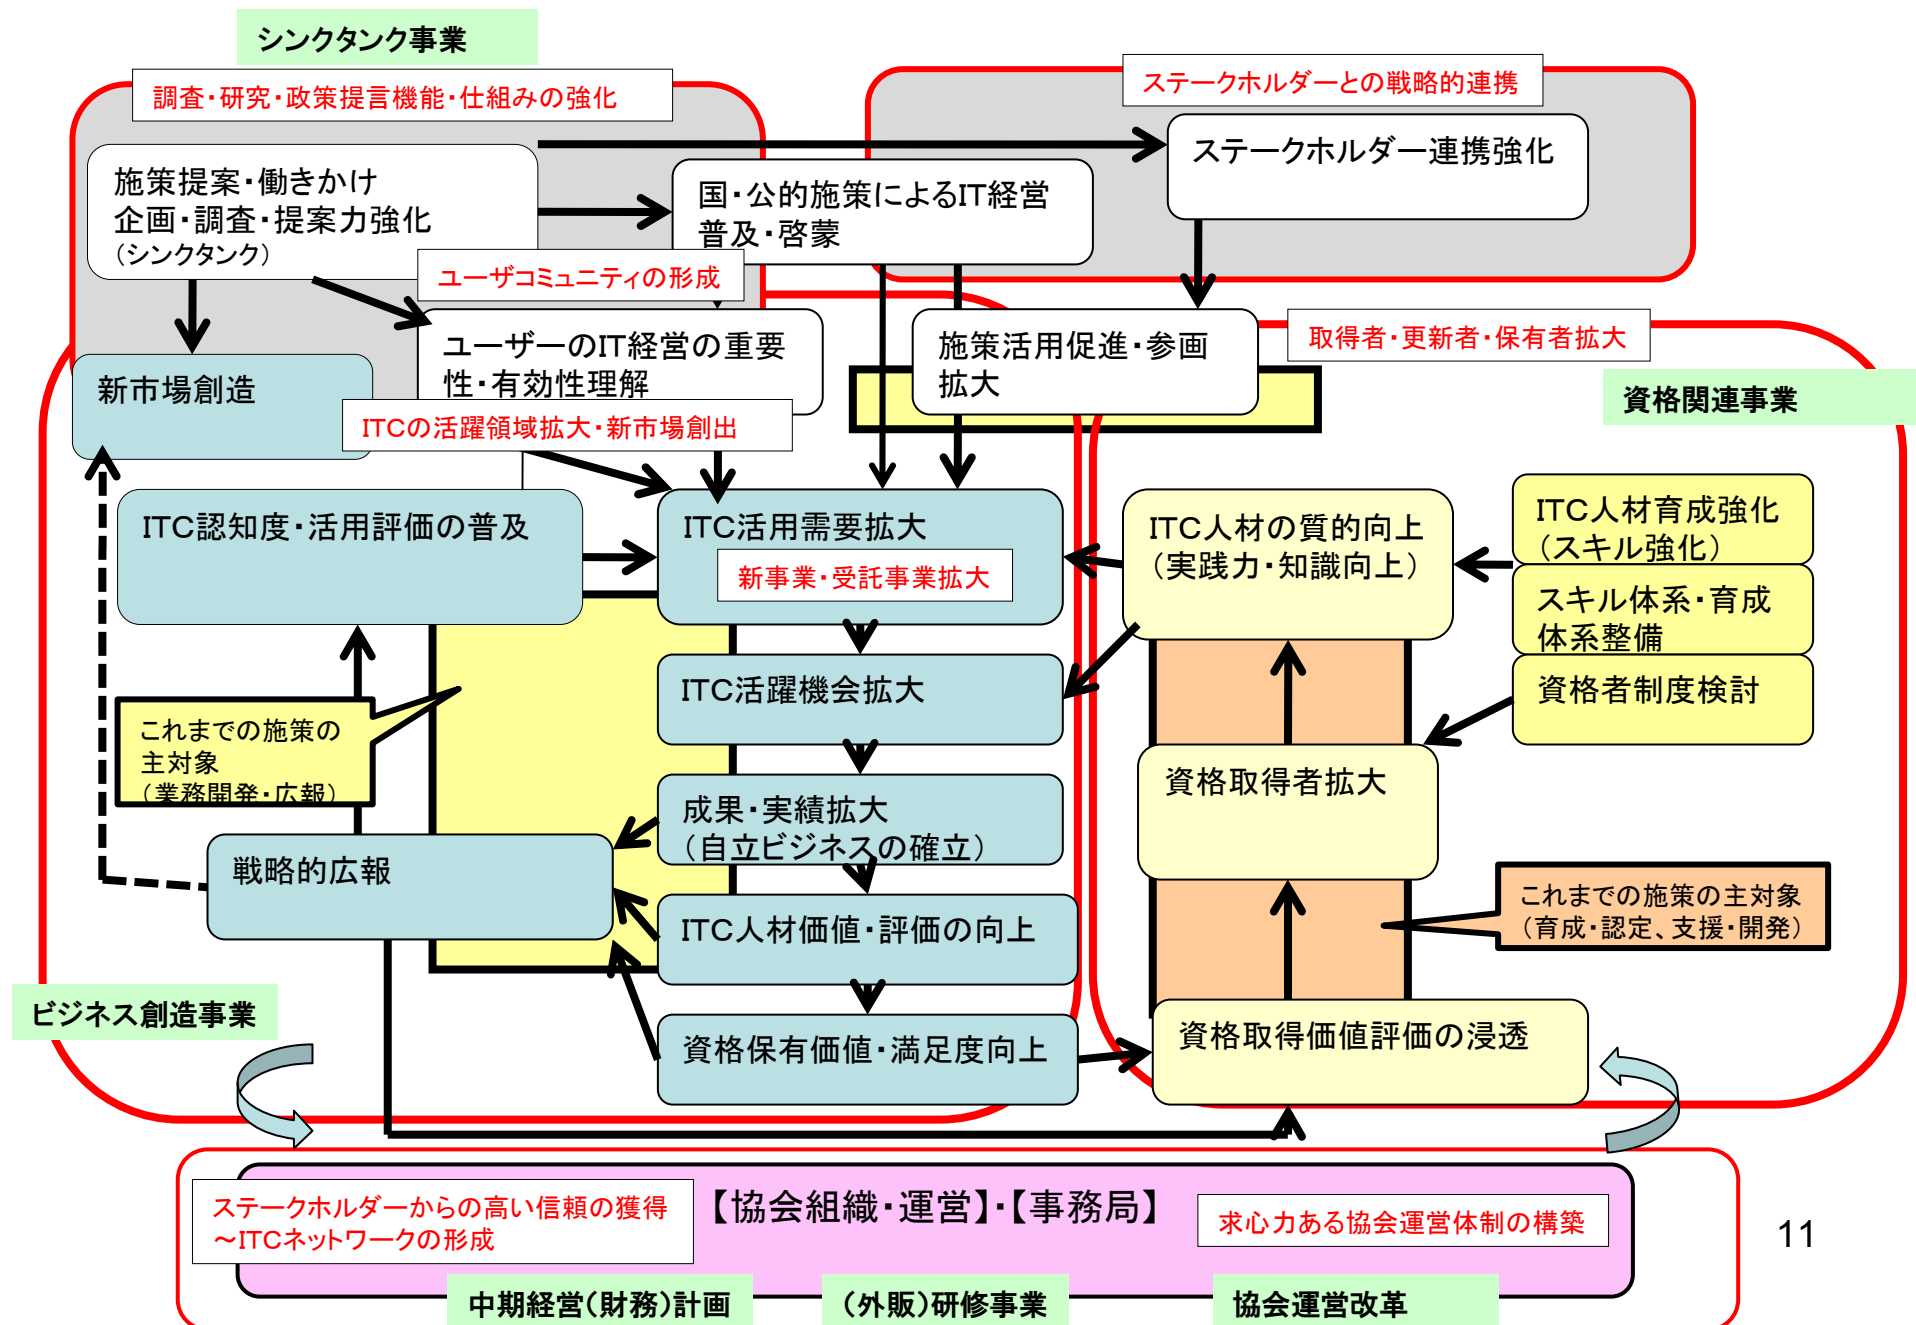 シンクタンク事業
調査・研究・政策提言機能・仕組みの強化
ステークホルダーとの戦略的連携
ステークホルダー連携強化
施策提案・働きかけ
企画・調査・提案力強化
（シンクタンク）
国・公的施策によるIT経営
普及・啓蒙
ユーザコミュニティの形成
ユーザーのIT経営の重要
性・有効性理解
施策活用促進・参画
拡大
取得者・更新者・保有者拡大
資格関連事業
新市場創造
ITCの活躍領域拡大・新市場創出
ITC認知度・活用評価の普及
ITC活用需要拡大
新事業・受託事業拡大
ITC人材の質的向上
（実践力・知識向上）
ITC人材育成強化
（スキル強化）
スキル体系・育成
体系整備
資格者制度検討
ITC活躍機会拡大
これまでの施策の
主対象
（業務開発・広報）
資格取得者拡大
成果・実績拡大
（自立ビジネスの確立）
戦略的広報
これまでの施策の主対象
（育成・認定、支援・開発）
ITC人材価値・評価の向上
ビジネス創造事業
資格保有価値・満足度向上
資格取得価値評価の浸透
【協会組織・運営】・【事務局】
ステークホルダーからの高い信頼の獲得
～ITCネットワークの形成
求心力ある協会運営体制の構築
11
中期経営（財務）計画
（外販）研修事業
協会運営改革